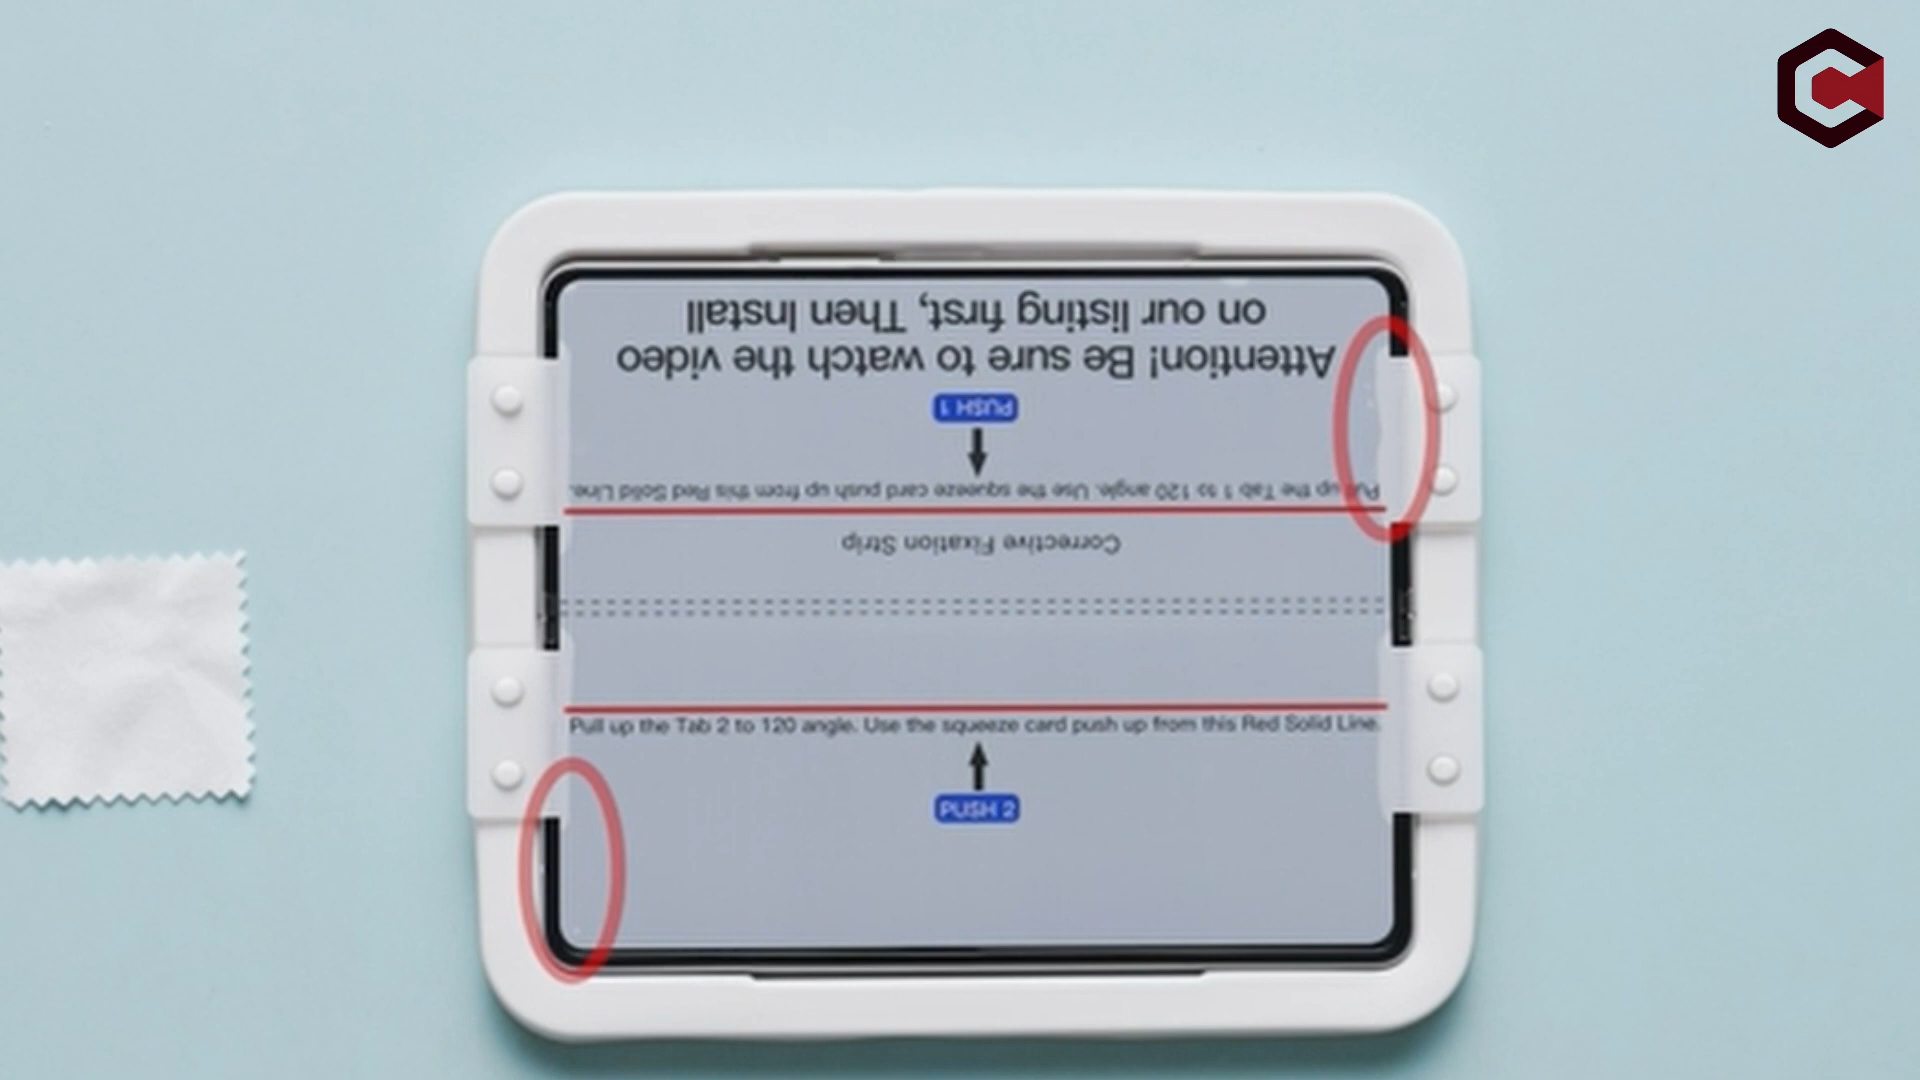 Attention! Be sure to watch the video
on our listing first, Then Install
PUSH 1
Pull up the Tab 1 to 120 angle. Use the squeeze card push up from this Red Solid Line.
Corrective Fixation Strip
Pull up the Tab 2 to 120 angle. Use the squeeze card push up from this Red Solid Line.
PUSH 2